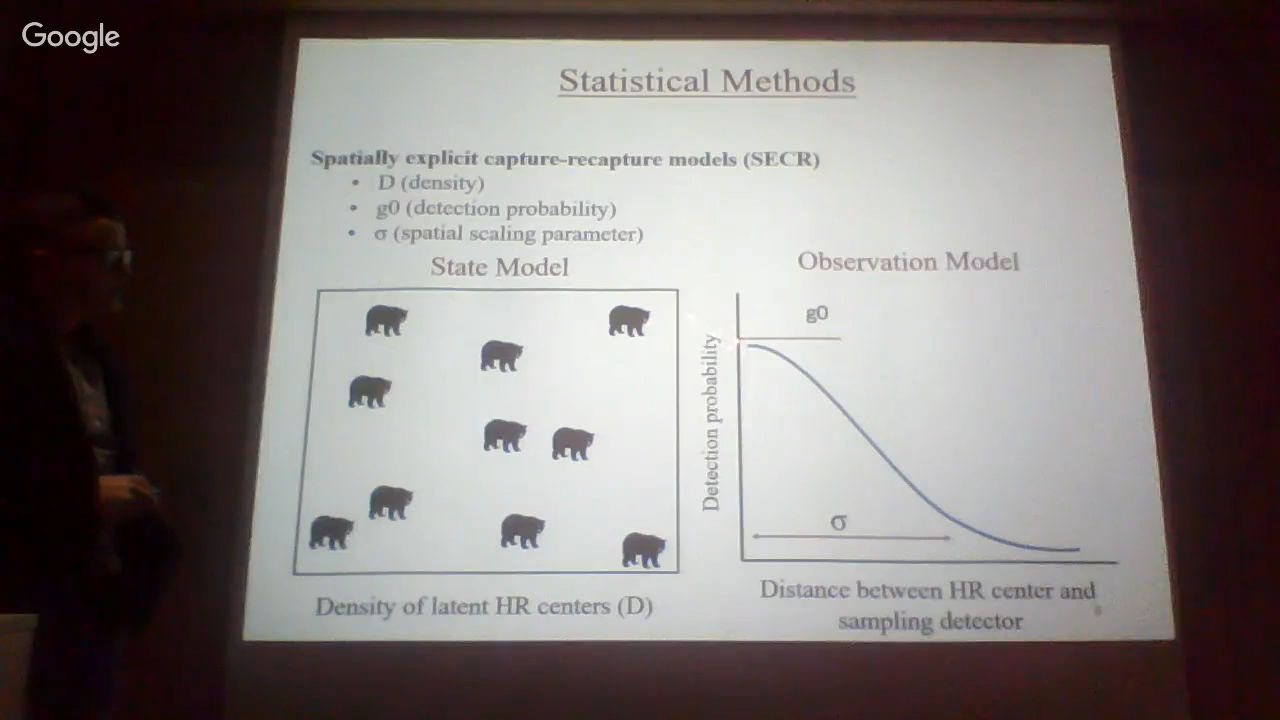 Google
Statistical Methods
Spatially explicit capture-recapture models (SECR)
• D (density)
• g0 (detection probability)
• σ (spatial scaling parameter)
State Model
Density of latent HR centers (D)
Observation Model
g0
Detection probability
σ
Distance between HR center and
sampling detector